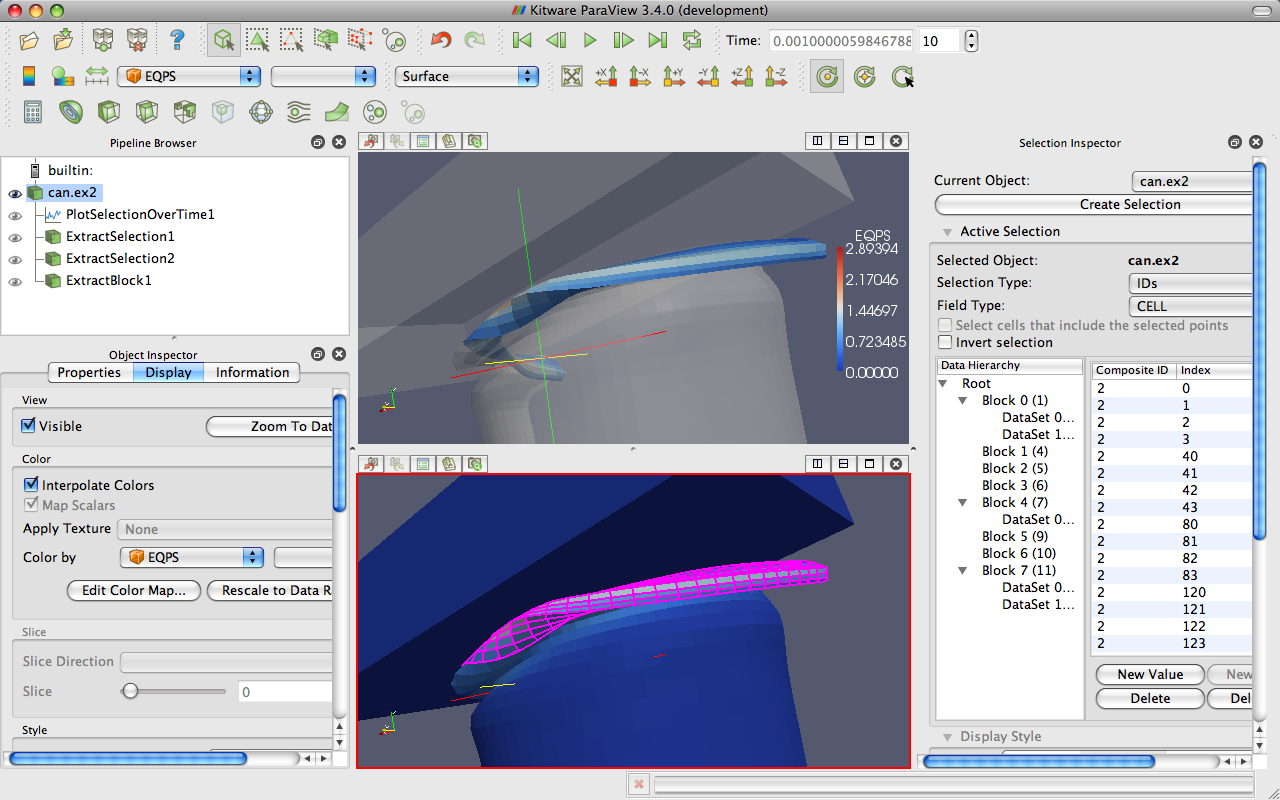 Kitware ParaView 3.4.0 (development)
Time: 0.0010000059846788 10
EQPS
Surface
+X -X +Y -Y +Z -Z
Pipeline Browser
builtin:
can.ex2
PlotSelectionOverTime1
ExtractSelection1
ExtractSelection2
ExtractBlock1
Object Inspector
Properties Display Information
View
Visible
Zoom To Dat
Color
Interpolate Colors
Map Scalars
Apply Texture None
Color by EQPS
Edit Color Map... Rescale to Data R
Slice
Slice Direction
Slice 0
Style
EQPS
2.89394
2.17046
1.44697
0.723485
0.00000
Selection Inspector
Current Object: can.ex2
Create Selection
Active Selection
Selected Object: can.ex2
Selection Type: IDs
Field Type: CELL
Select cells that include the selected points
Invert selection
Data Hierarchy
Root
Block 0 (1)
DataSet 0...
DataSet 1...
Block 1 (4)
Block 2 (5)
Block 3 (6)
Block 4 (7)
DataSet 0...
Block 5 (9)
Block 6 (10)
Block 7 (11)
DataSet 0...
DataSet 1...
Composite ID Index
2 0
2 1
2 2
2 3
2 40
2 41
2 42
2 43
2 80
2 81
2 82
2 83
2 120
2 121
2 122
2 123
New Value New
Delete Del
Display Style